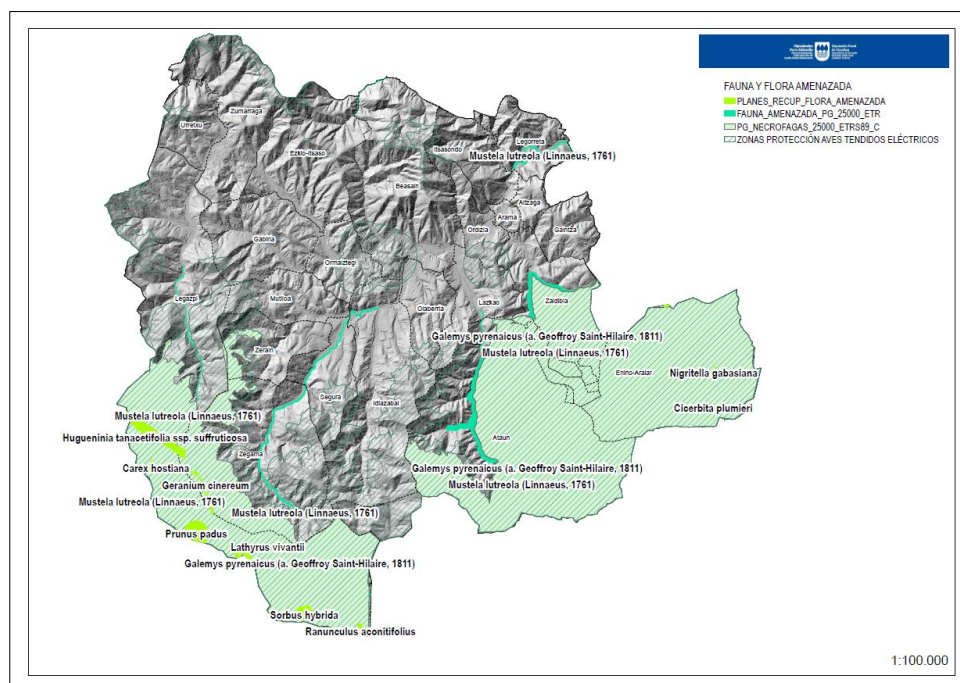 FAUNA Y FLORA AMENAZADA
PLANES_RECUP_FLORA_AMENAZADA
FAUNA_AMENAZADA_PG_25000_ETR
PG_NECROFAGAS_25000_ETRS89_C
ZONAS PROTECCIÓN AVES TENDIDOS ELÉCTRICOS
Zumarraga
Urretxu
Legorreta
Ezkio-Itsaso
Itsasondo
Mustela lutreola (Linnaeus, 1761)
Beasain
Altzaga
Arama
Ordizia
Gaintza
Gabiria
Ormaiztegi
Legazpi
Mutiloa
Olaberria
Lazkao
Zaldibia
Galemys pyrenaicus (a. Geoffroy Saint-Hilaire, 1811)
Zerain
Mustela lutreola (Linnaeus, 1761)
Enirio-Aralar
Nigritella gabasiana
Segura
Idiazabal
Cicerbita plumieri
Mustela lutreola (Linnaeus, 1761)
Hugueninia tanacetifolia ssp. suffruticosa
Ataun
Zegama
Carex hostiana
Galemys pyrenaicus (a. Geoffroy Saint-Hilaire, 1811)
Geranium cinereum
Mustela lutreola (Linnaeus, 1761)
Mustela lutreola (Linnaeus, 1761)
Mustela lutreola (Linnaeus, 1761)
Prunus padus
Lathyrus vivantii
Galemys pyrenaicus (a. Geoffroy Saint-Hilaire, 1811)
Sorbus hybrida
Ranunculus aconitifolius
1:100.000